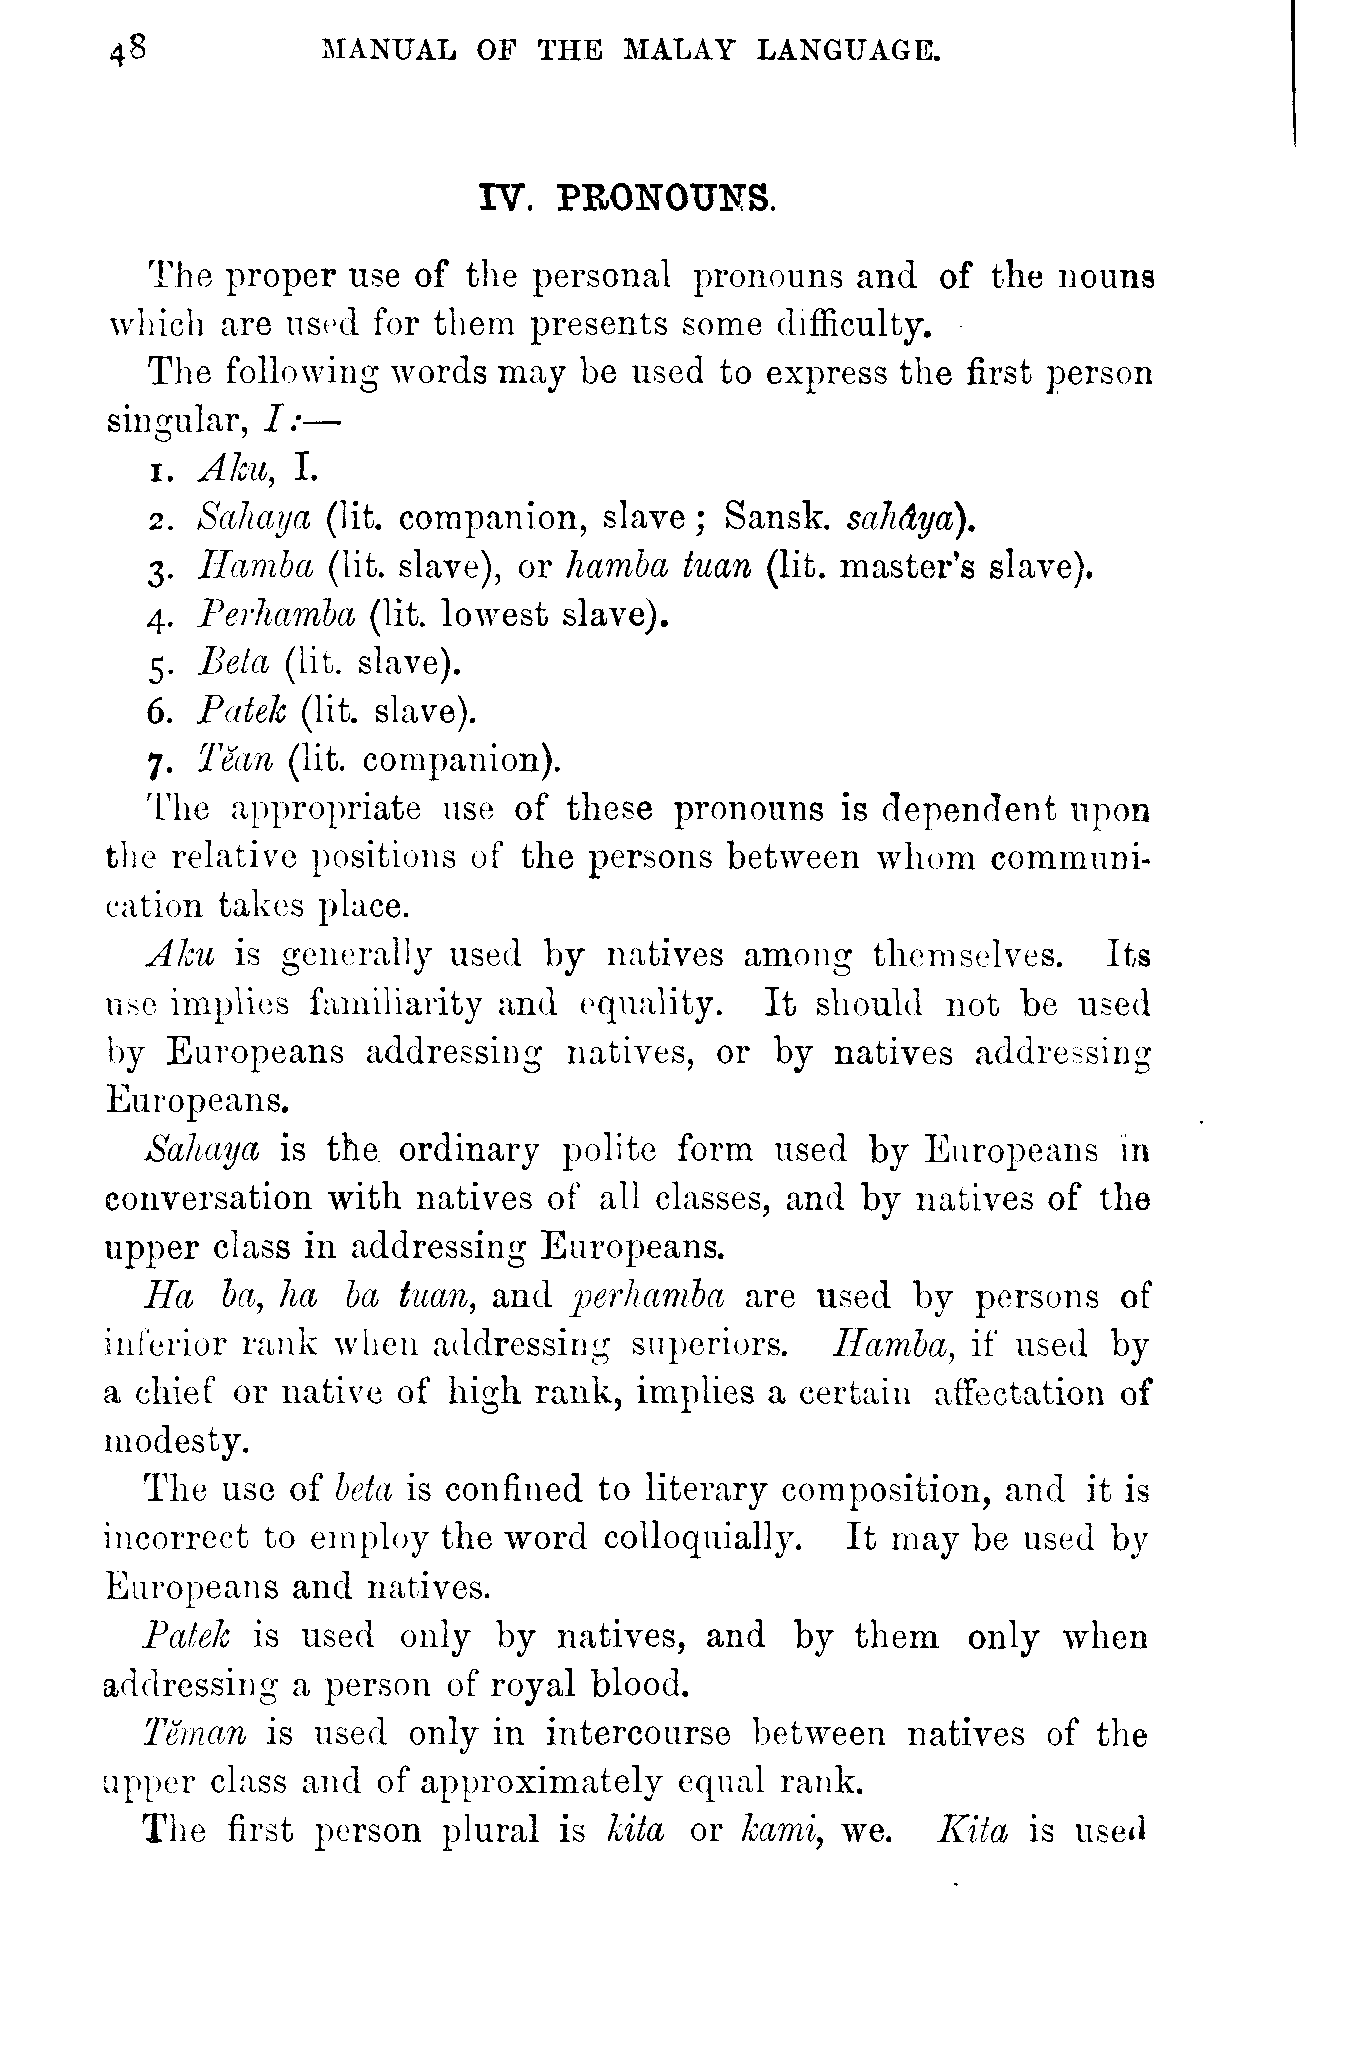 48 MANUAL OF THE MALAY LANGUAGE.
IV. PRONOUNS.
The proper use of the personal pronouns and of the nouns
which are used for them presents some difficulty.
The following words may be used to express the first person
singular, I:—
1. Aku, I.
2. Sahaya (lit. companion, slave; Sansk. sahâya).
3. Hamba (lit. slave), or hamba tuan (lit. master's slave).
4. Perhamba (lit. lowest slave).
5. Beta (lit. slave).
6. Patek (lit. slave).
7. Tĕan (lit. companion).
The appropriate use of these pronouns is dependent upon
the relative positions of the persons between whom communi-
cation takes place.
Aku is generally used by natives among themselves. Its
use implies familiarity and equality. It should not be used
by Europeans addressing natives, or by natives addressing
Europeans.
Sahaya is the ordinary polite form used by Europeans in
conversation with natives of all classes, and by natives of the
upper class in addressing Europeans.
Ha ba, ha ba tuan, and perhamba are used by persons of
inferior rank when addressing superiors. Hamba, if used by
a chief or native of high rank, implies a certain affectation of
modesty.
The use of beta is confined to literary composition, and it is
incorrect to employ the word colloquially. It may be used by
Europeans and natives.
Patek is used only by natives, and by them only when
addressing a person of royal blood.
Tĕman is used only in intercourse between natives of the
upper class and of approximately equal rank.
The first person plural is kita or kami, we. Kita is used